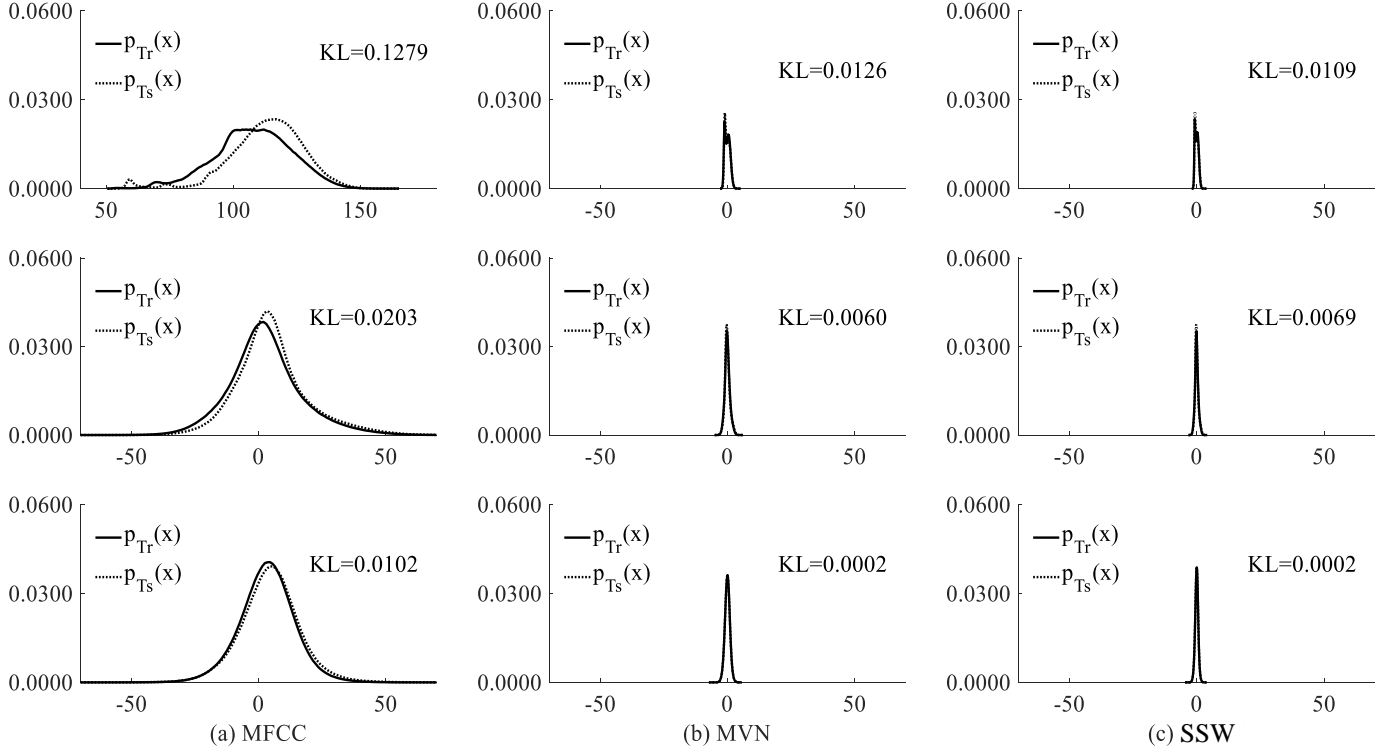 0.0600
0.0300
0.0000
50
100
150
p_Tr(x)
p_Ts(x)
KL=0.1279
0.0600
0.0300
0.0000
-50
0
50
p_Tr(x)
p_Ts(x)
KL=0.0126
0.0600
0.0300
0.0000
-50
0
50
p_Tr(x)
p_Ts(x)
KL=0.0109
0.0600
0.0300
0.0000
-50
0
50
p_Tr(x)
p_Ts(x)
KL=0.0203
0.0600
0.0300
0.0000
-50
0
50
p_Tr(x)
p_Ts(x)
KL=0.0060
0.0600
0.0300
0.0000
-50
0
50
p_Tr(x)
p_Ts(x)
KL=0.0069
0.0600
0.0300
0.0000
-50
0
50
p_Tr(x)
p_Ts(x)
KL=0.0102
0.0600
0.0300
0.0000
-50
0
50
p_Tr(x)
p_Ts(x)
KL=0.0002
0.0600
0.0300
0.0000
-50
0
50
p_Tr(x)
p_Ts(x)
KL=0.0002
(a) MFCC
(b) MVN
(c) SSW